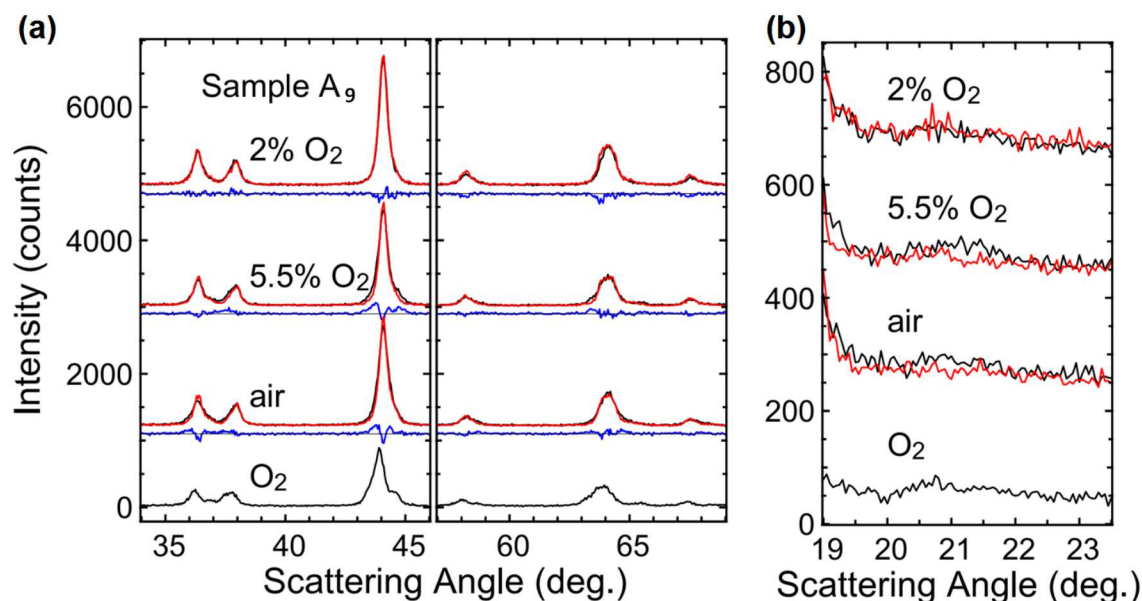 (a)
(b)
Intensity (counts)
6000
4000
2000
0
Sample A₉
2% O₂
5.5% O₂
air
O₂
35
40
45
60
65
Scattering Angle (deg.)
800
600
400
200
0
2% O₂
5.5% O₂
air
O₂
19
20
21
22
23
Scattering Angle (deg.)